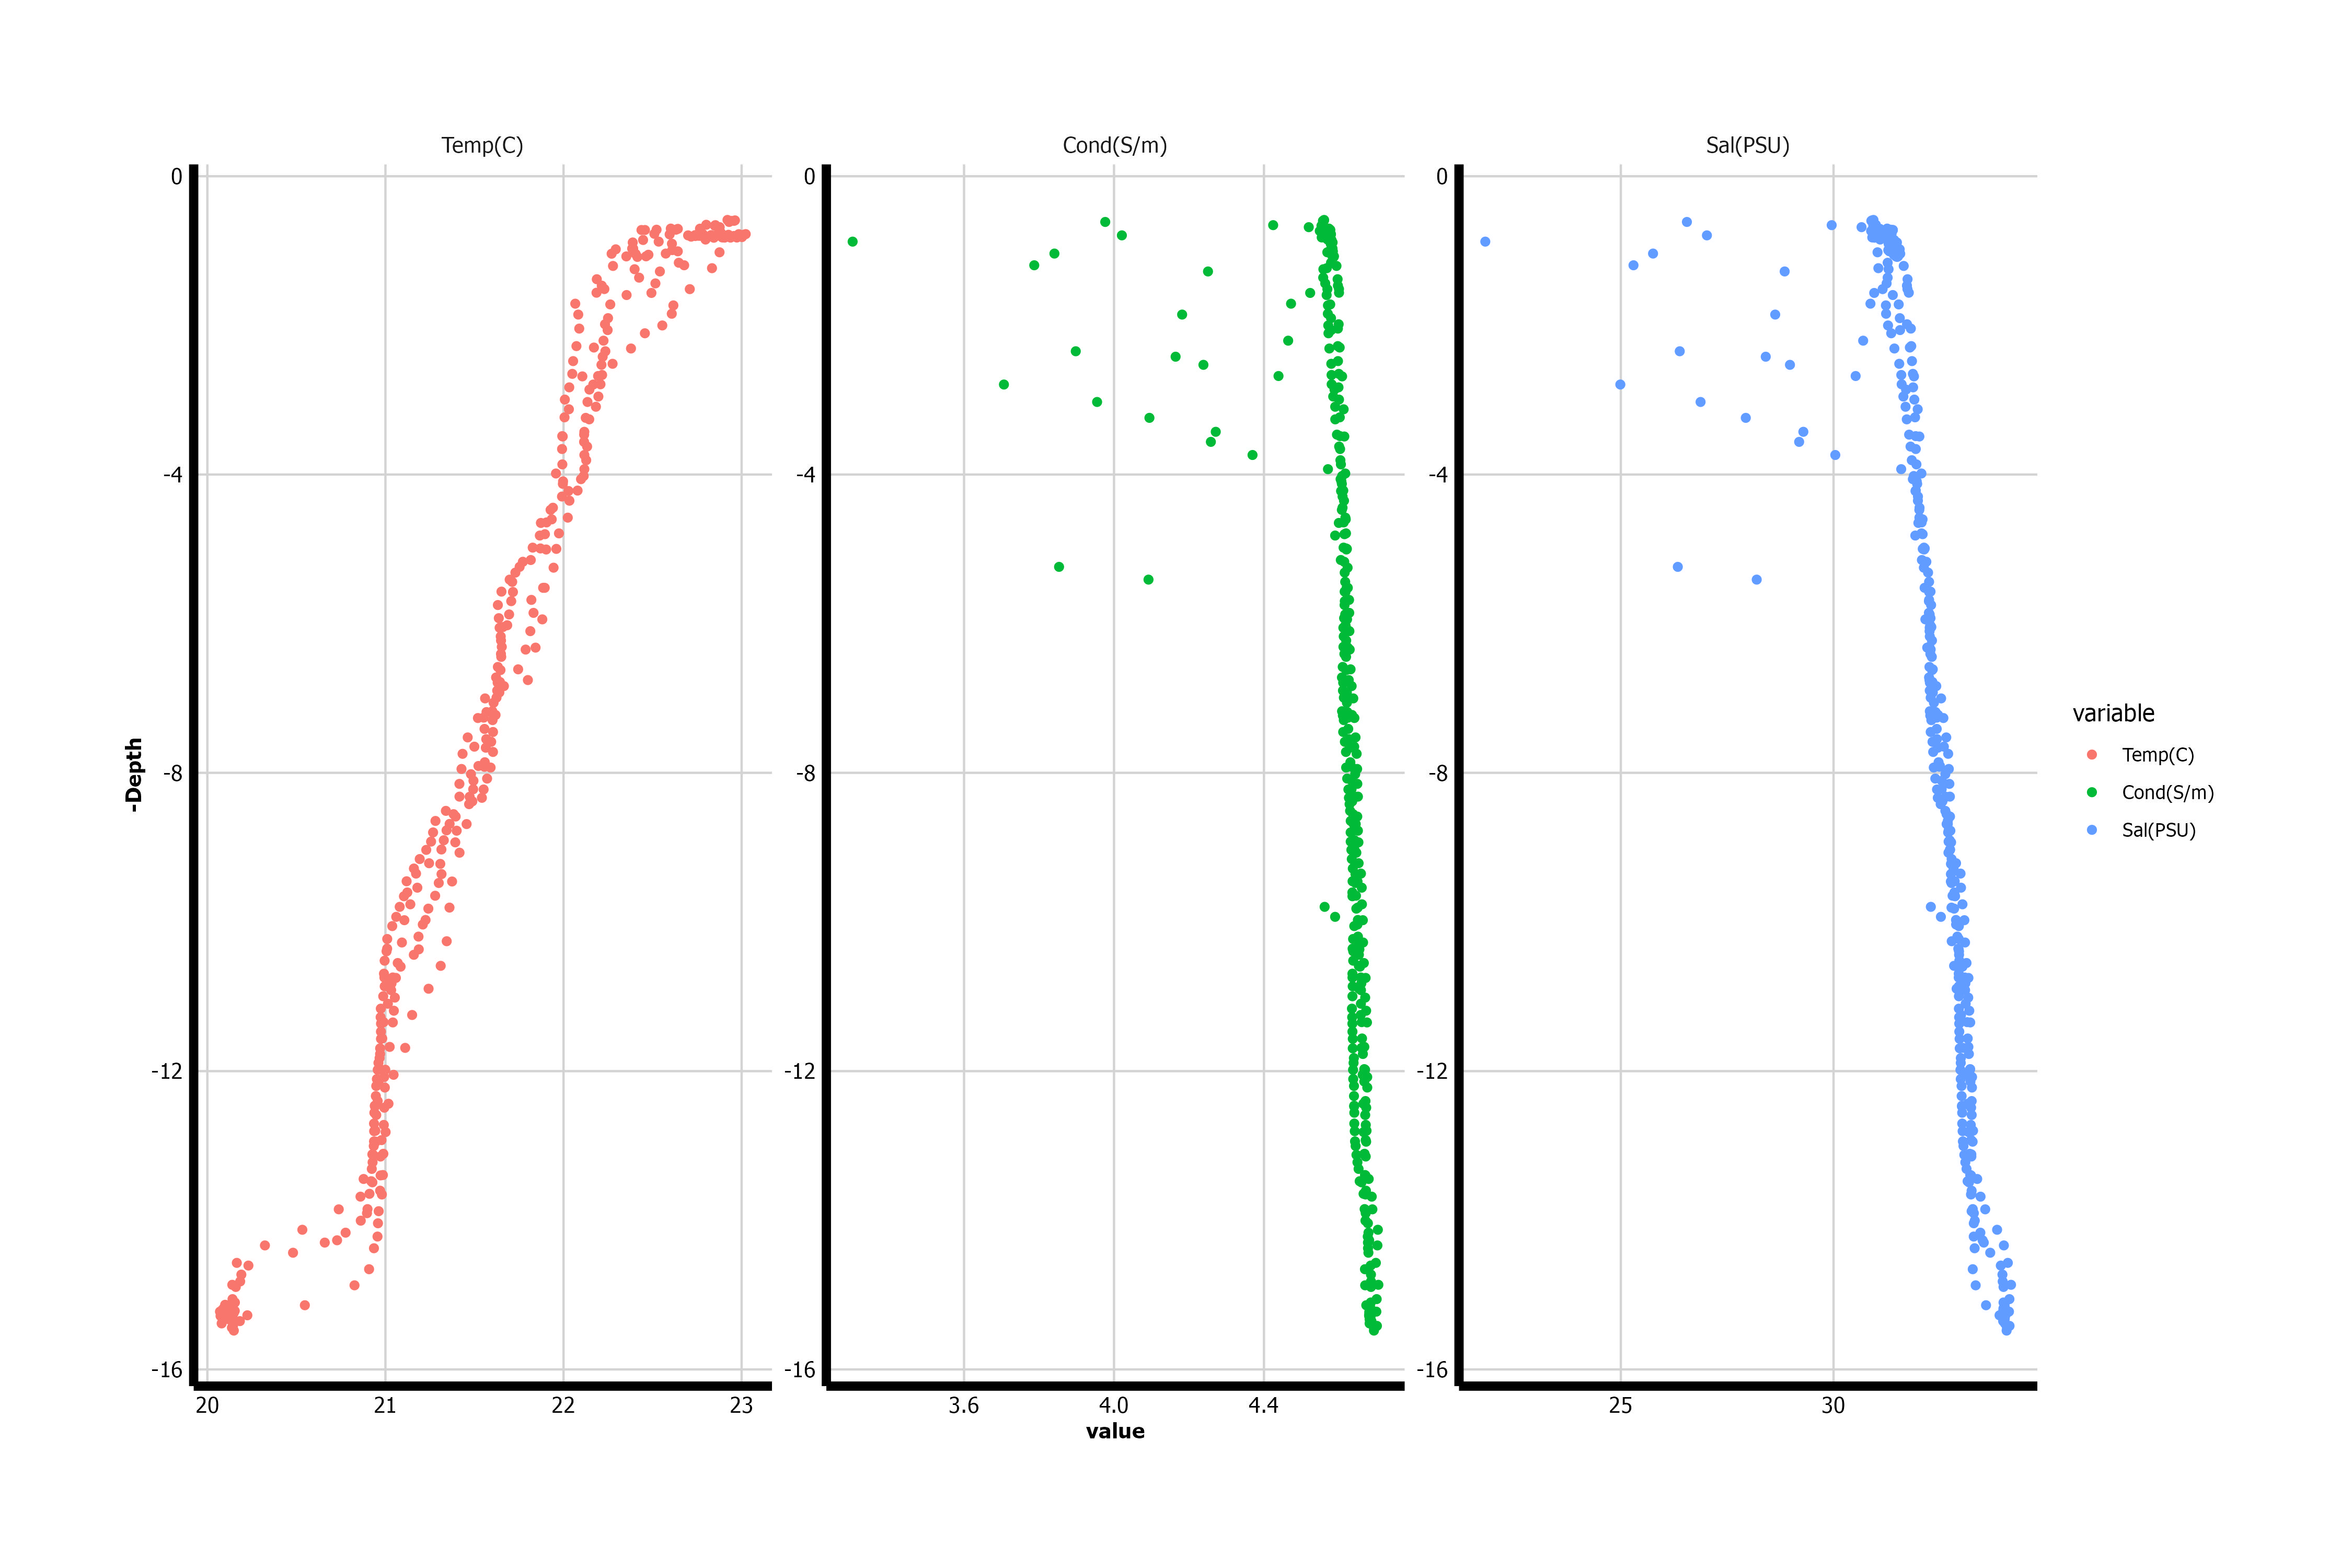 Temp(C) Cond(S/m) Sal(PSU)
0 0 0
-4 -4 -4
-8 -8 -8
-12 -12 -12
-16 -16 -16
-Depth
20 21 22 23 3.6 4.0 4.4 25 30
value
variable
Temp(C)
Cond(S/m)
Sal(PSU)